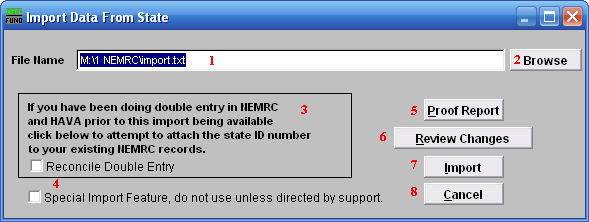 Import Data From State
FUND
File Name M:\1 NEMRC\import.txt 1 2 Browse
If you have been doing double entry in NEMRC 3
and HAVA prior to this import being available
click below to attempt to attach the state ID number
to your existing NEMRC records.
Reconcile Double Entry
4
Special Import Feature, do not use unless directed by support.
5 Proof Report
6 Review Changes
7 Import
8 Cancel